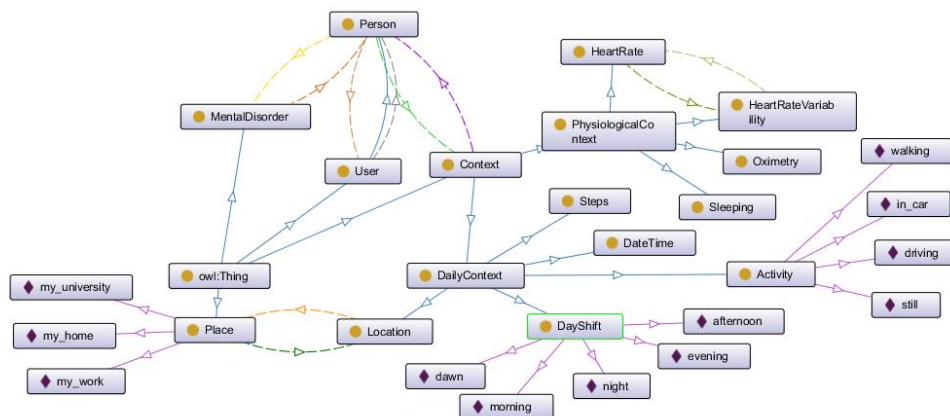 Person
HeartRate
HeartRateVariab
ility
MentalDisorder
PhysiologicalCo
ntext
walking
User
Context
Oximetry
in_car
Steps
Sleeping
DateTime
driving
my_university
owl:Thing
DailyContext
Activity
still
my_home
Place
Location
DayShift
afternoon
evening
my_work
dawn
night
morning